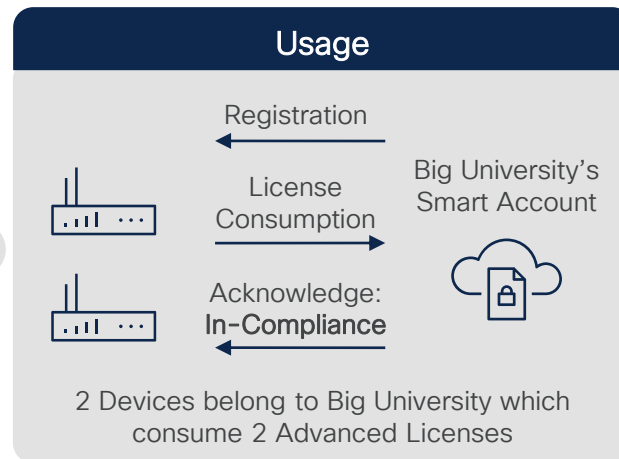 Usage
Registration
License
Consumption
Acknowledge:
In-Compliance
Big University's
Smart Account
2 Devices belong to Big University which
consume 2 Advanced Licenses